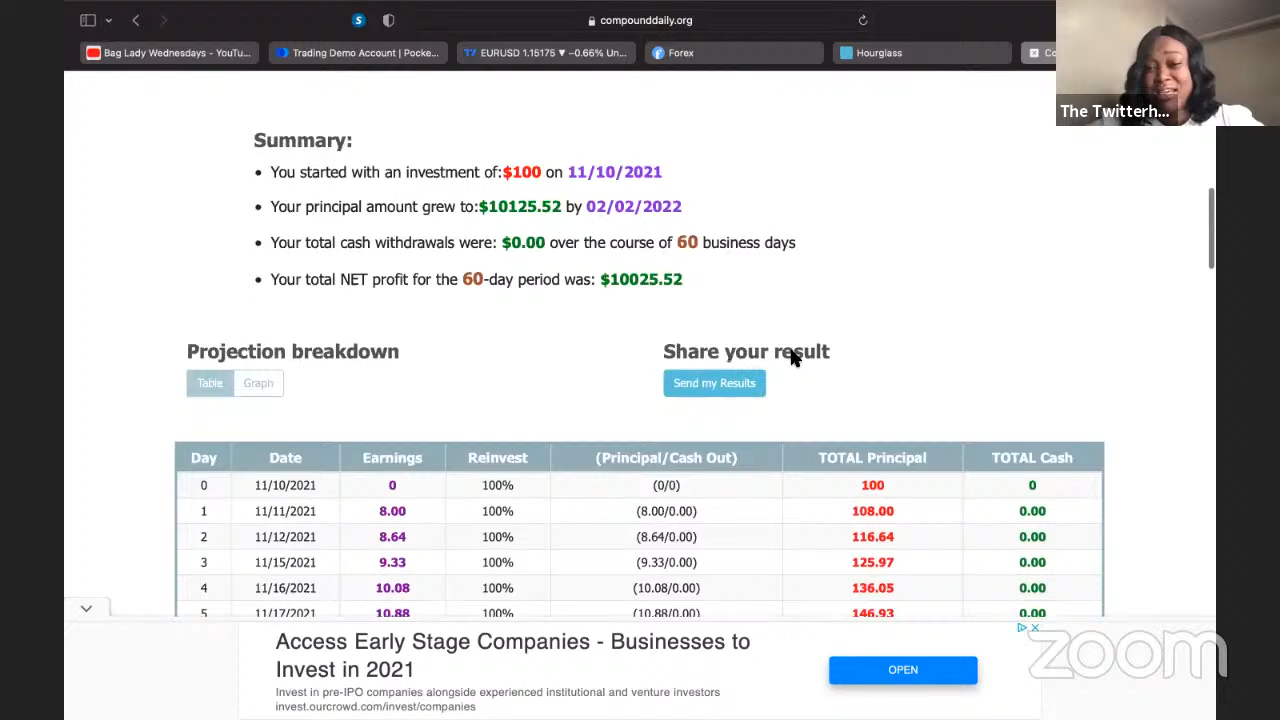 compounddaily.org
Bag Lady Wednesdays - YouTu...
Trading Demo Account | Pocke...
EURUSD 1.15175 ▼ −0.66% Un...
Forex
Hourglass
Co
The Twitterh...
Summary:
• You started with an investment of:$100 on 11/10/2021
• Your principal amount grew to:$10125.52 by 02/02/2022
• Your total cash withdrawals were: $0.00 over the course of 60 business days
• Your total NET profit for the 60-day period was: $10025.52
Projection breakdown
Share your result
Table Graph
Send my Results
Day Date Earnings Reinvest (Principal/Cash Out) TOTAL Principal TOTAL Cash
0 11/10/2021 0 100% (0/0) 100 0
1 11/11/2021 8.00 100% (8.00/0.00) 108.00 0.00
2 11/12/2021 8.64 100% (8.64/0.00) 116.64 0.00
3 11/15/2021 9.33 100% (9.33/0.00) 125.97 0.00
4 11/16/2021 10.08 100% (10.08/0.00) 136.05 0.00
5 11/17/2021 10.88 100% (10.88/0.00) 146.93 0.00
Access Early Stage Companies - Businesses to
Invest in 2021
Invest in pre-IPO companies alongside experienced institutional and venture investors
invest.ourcrowd.com/invest/companies
OPEN
zoom